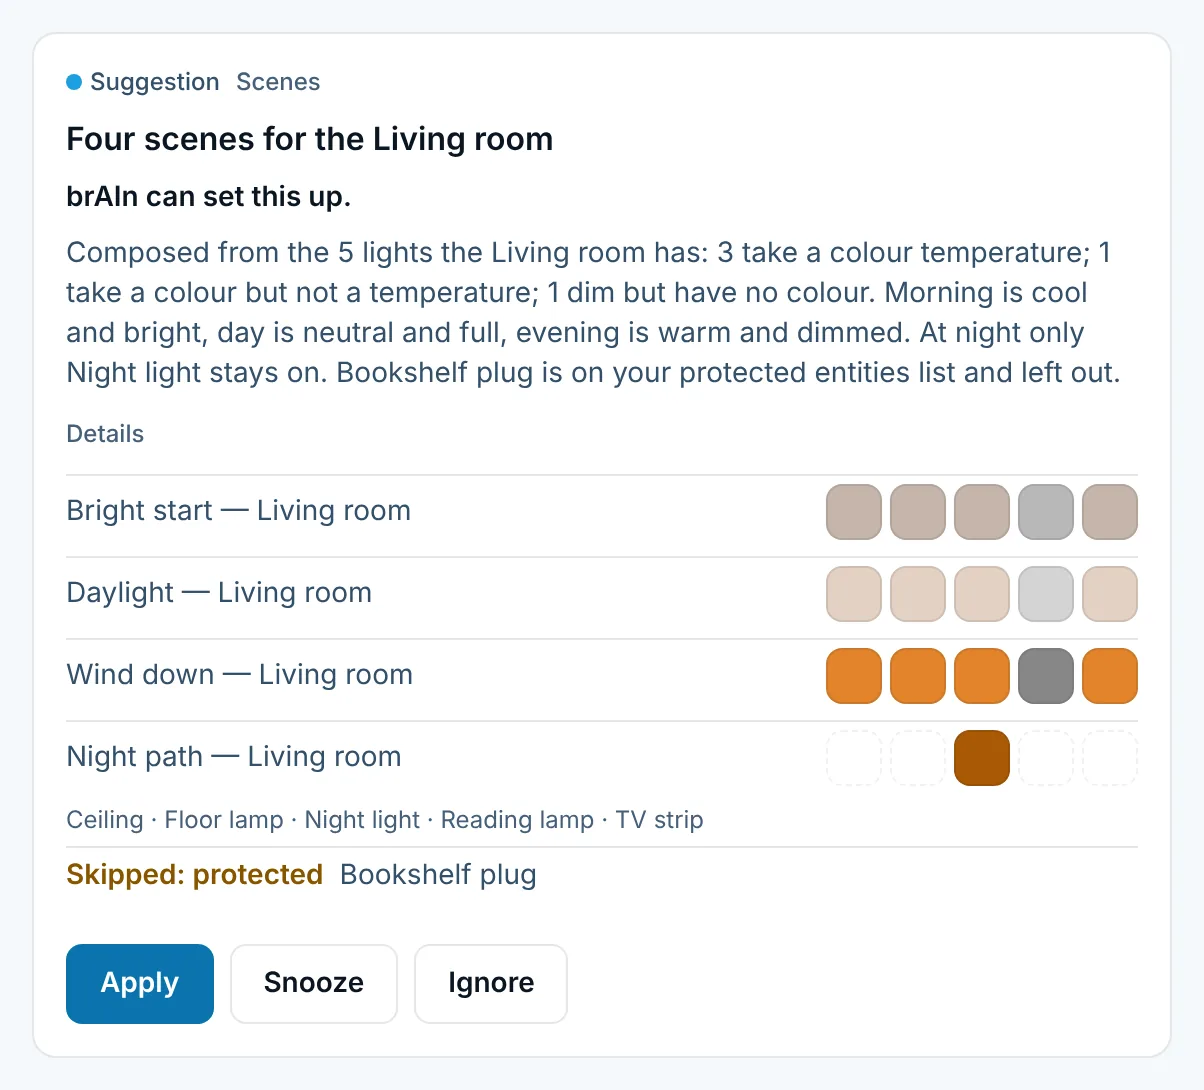 Suggestion Scenes
Four scenes for the Living room
brAIn can set this up.
Composed from the 5 lights the Living room has: 3 take a colour temperature; 1
take a colour but not a temperature; 1 dim but have no colour. Morning is cool
and bright, day is neutral and full, evening is warm and dimmed. At night only
Night light stays on. Bookshelf plug is on your protected entities list and left out.
Details
Bright start — Living room
Daylight — Living room
Wind down — Living room
Night path — Living room
Ceiling · Floor lamp · Night light · Reading lamp · TV strip
Skipped: protected Bookshelf plug
Apply Snooze Ignore